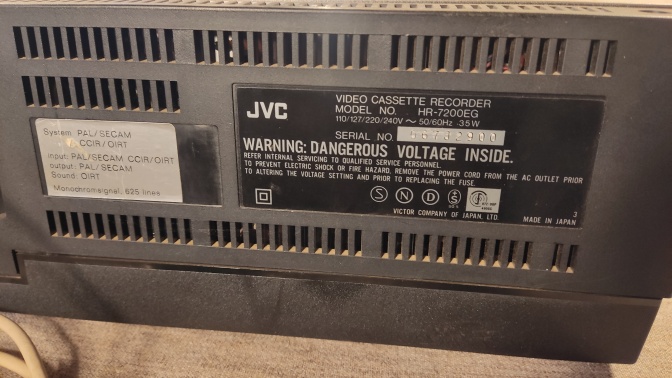 System: PAL/SECAM
CCIR/OIRT
input: PAL/SECAM CCIR/OIRT
output: PAL/SECAM
Sound: OIRT
Monochromsignal, 625 lines
JVC
VIDEO CASSETTE RECORDER
MODEL NO. HR-7200EG
110/127/220/240V ~ 50/60Hz 35W
SERIAL NO.
WARNING: DANGEROUS VOLTAGE INSIDE.
REFER INTERNAL SERVICING TO QUALIFIED SERVICE PERSONNEL.
TO PREVENT ELECTRIC SHOCK OR FIRE HAZARD, REMOVE THE POWER CORD FROM THE AC OUTLET PRIOR
TO ALTERING THE VOLTAGE SETTING AND PRIOR TO REPLACING THE FUSE.
S N D
VICTOR COMPANY OF JAPAN, LTD.
3
MADE IN JAPAN